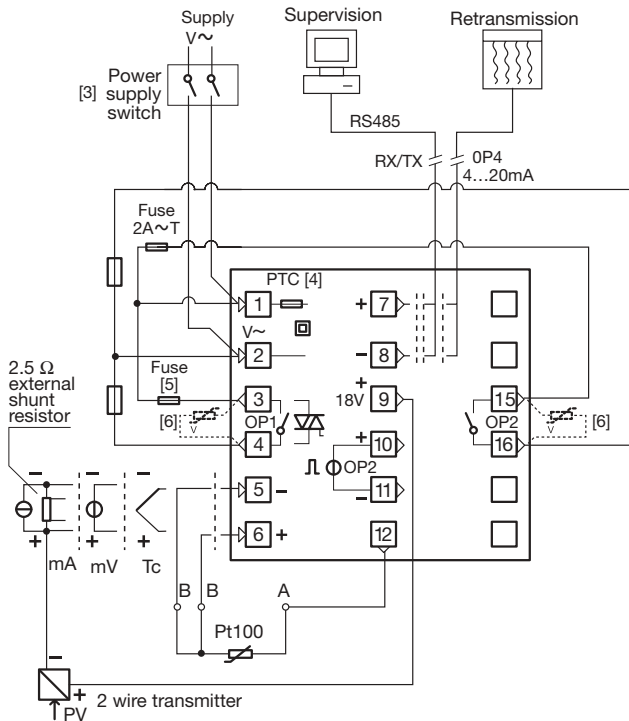 Supply
V~
Supervision
Retransmission
[3]
Power
supply
switch
RS485
RX/TX
0P4
4...20mA
Fuse
2A~T
PTC [4]
1
+
7
V~
2
-
8
2.5 Ω
external
shunt
resistor
Fuse
[5]
3
+
18V
9
15
[6]
OP1
OP2
[6]
V
V
4
+
10
16
OP2
-
11
- - -
5
-
+ + +
6
+
12
mA
mV
Tc
B
B
A
Pt100
-
+
2 wire transmitter
PV